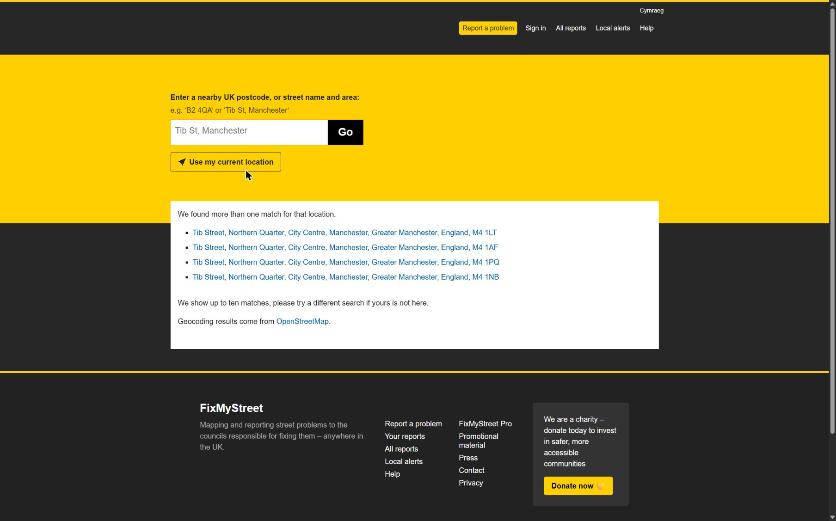 Cymraeg
Report a problem Sign in All reports Local alerts Help
Enter a nearby UK postcode, or street name and area:
e.g. 'B2 4QA' or 'Tib St, Manchester'
Tib St, Manchester Go
Use my current location
We found more than one match for that location.
Tib Street, Northern Quarter, City Centre, Manchester, Greater Manchester, England, M4 1LT
Tib Street, Northern Quarter, City Centre, Manchester, Greater Manchester, England, M4 1AF
Tib Street, Northern Quarter, City Centre, Manchester, Greater Manchester, England, M4 1PQ
Tib Street, Northern Quarter, City Centre, Manchester, Greater Manchester, England, M4 1NB
We show up to ten matches, please try a different search if yours is not here.
Geocoding results come from OpenStreetMap.
FixMyStreet
Mapping and reporting street problems to the
councils responsible for fixing them – anywhere in
the UK.
Report a problem
Your reports
All reports
Local alerts
Help
FixMyStreet Pro
Promotional
material
Press
Contact
Privacy
We are a charity –
donate today to invest
in safer, more
accessible
communities
Donate now